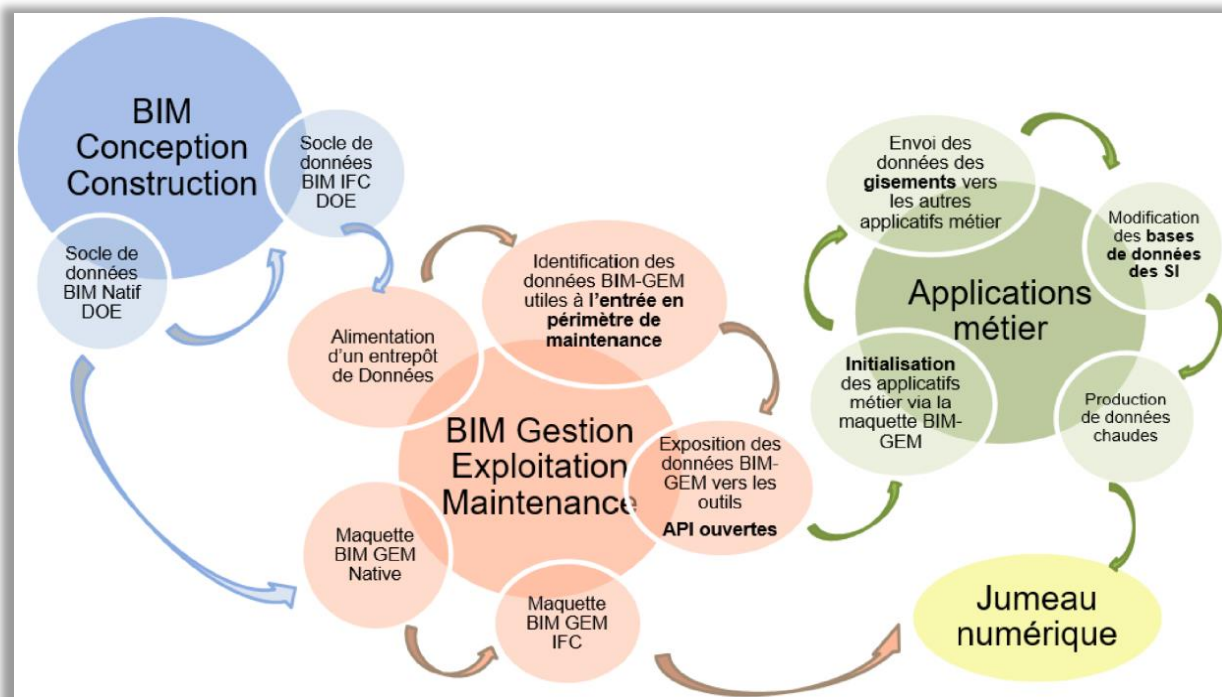 BIM
Conception
Construction
Socle de
données
BIM IFC
DOE
Socle de
données
BIM Natif
DOE
Alimentation
d'un entrepôt
de Données
Identification des
données BIM-GEM
utiles à l'entrée en
périmètre de
maintenance
BIM Gestion
Exploitation
Maintenance
Exposition des
données BIM-
GEM vers les
outils
API ouvertes
Maquette
BIM GEM
Native
Maquette
BIM GEM
IFC
Envoi des
données des
gisements vers
les autres
applicatifs métier
Modification
des bases
de données
des SI
Applications
métier
Initialisation
des applicatifs
métier via la
maquette BIM-
GEM
Production
de données
chaudes
Jumeau
numérique